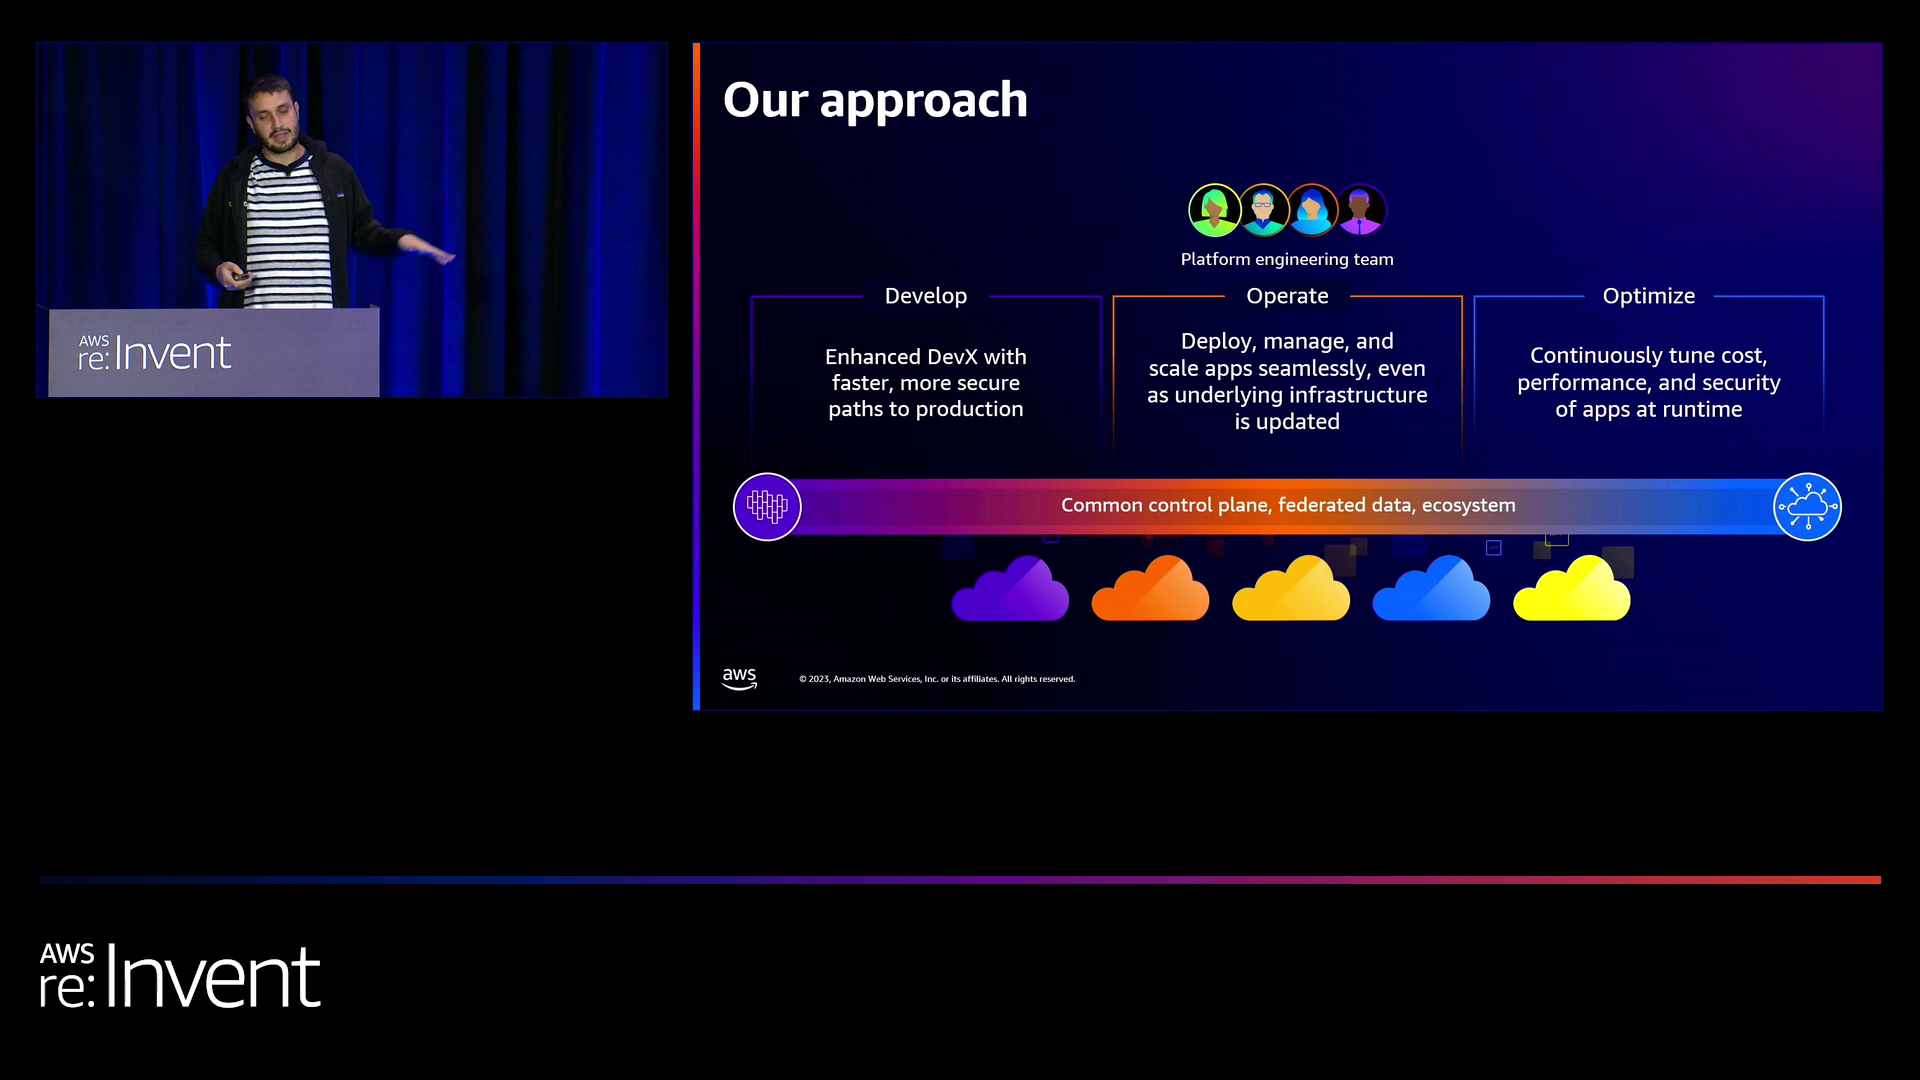 AWS
re:Invent
Our approach
Platform engineering team
Develop
Enhanced DevX with
faster, more secure
paths to production
Operate
Deploy, manage, and
scale apps seamlessly, even
as underlying infrastructure
is updated
Optimize
Continuously tune cost,
performance, and security
of apps at runtime
Common control plane, federated data, ecosystem
aws
© 2023, Amazon Web Services, Inc. or its affiliates. All rights reserved.
AWS
re:Invent